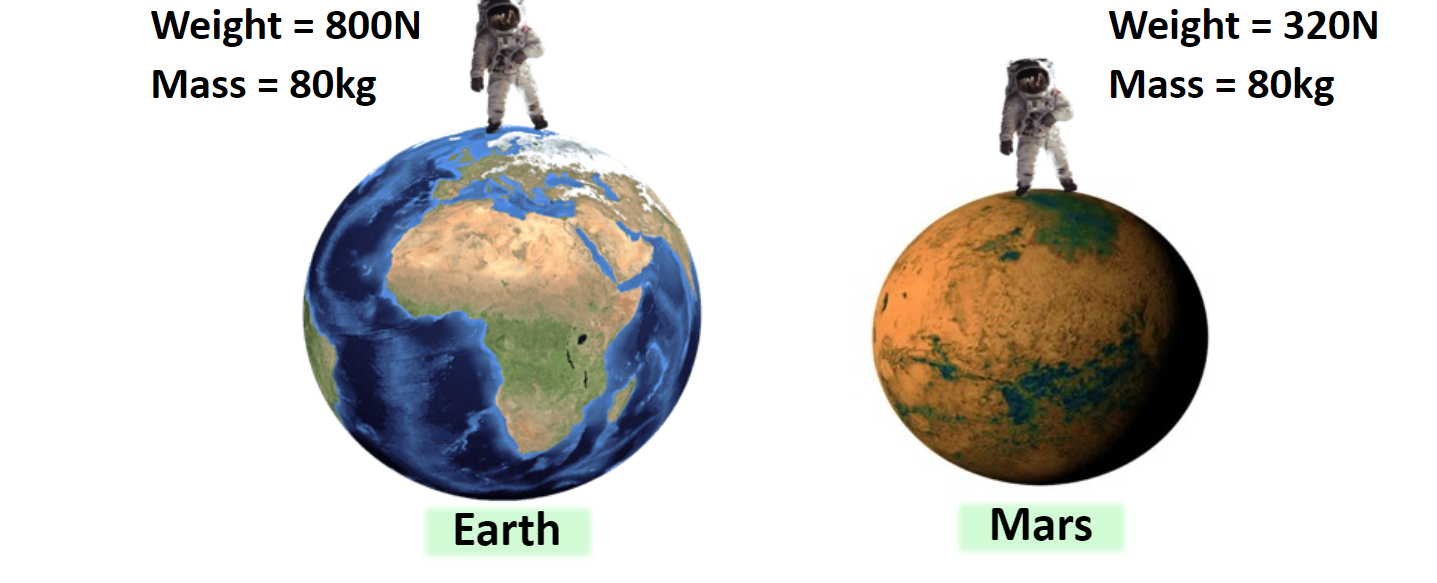 Weight = 800N
Mass = 80kg
Weight = 320N
Mass = 80kg
Earth
Mars